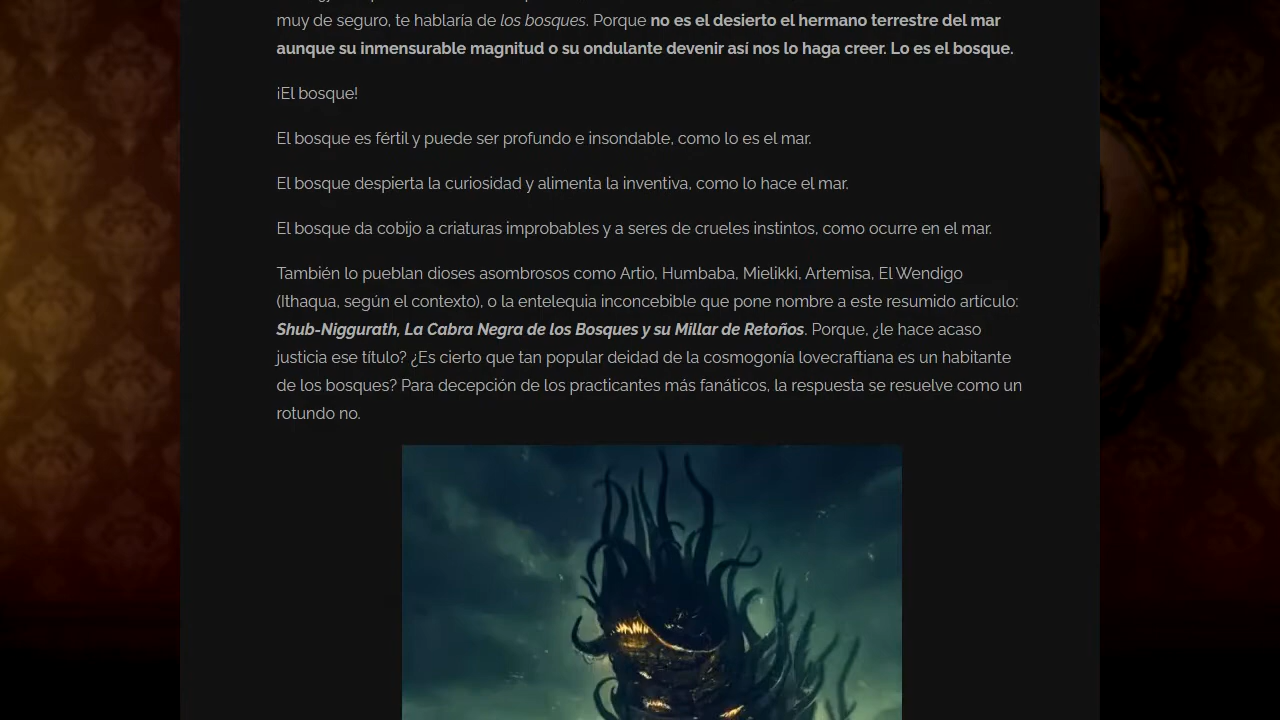 muy de seguro, te hablaría de los bosques. Porque no es el desierto el hermano terrestre del mar
aunque su inmensurable magnitud o su ondulante devenir así nos lo haga creer. Lo es el bosque.
¡El bosque!
El bosque es fértil y puede ser profundo e insondable, como lo es el mar.
El bosque despierta la curiosidad y alimenta la inventiva, como lo hace el mar.
El bosque da cobijo a criaturas improbables y a seres de crueles instintos, como ocurre en el mar.
También lo pueblan dioses asombrosos como Artio, Humbaba, Mielikki, Artemisa, El Wendigo
(Ithaqua, según el contexto), o la entelequia inconcebible que pone nombre a este resumido artículo:
Shub-Niggurath, La Cabra Negra de los Bosques y su Millar de Retoños. Porque, ¿le hace acaso
justicia ese título? ¿Es cierto que tan popular deidad de la cosmogonía lovecraftiana es un habitante
de los bosques? Para decepción de los practicantes más fanáticos, la respuesta se resuelve como un
rotundo no.